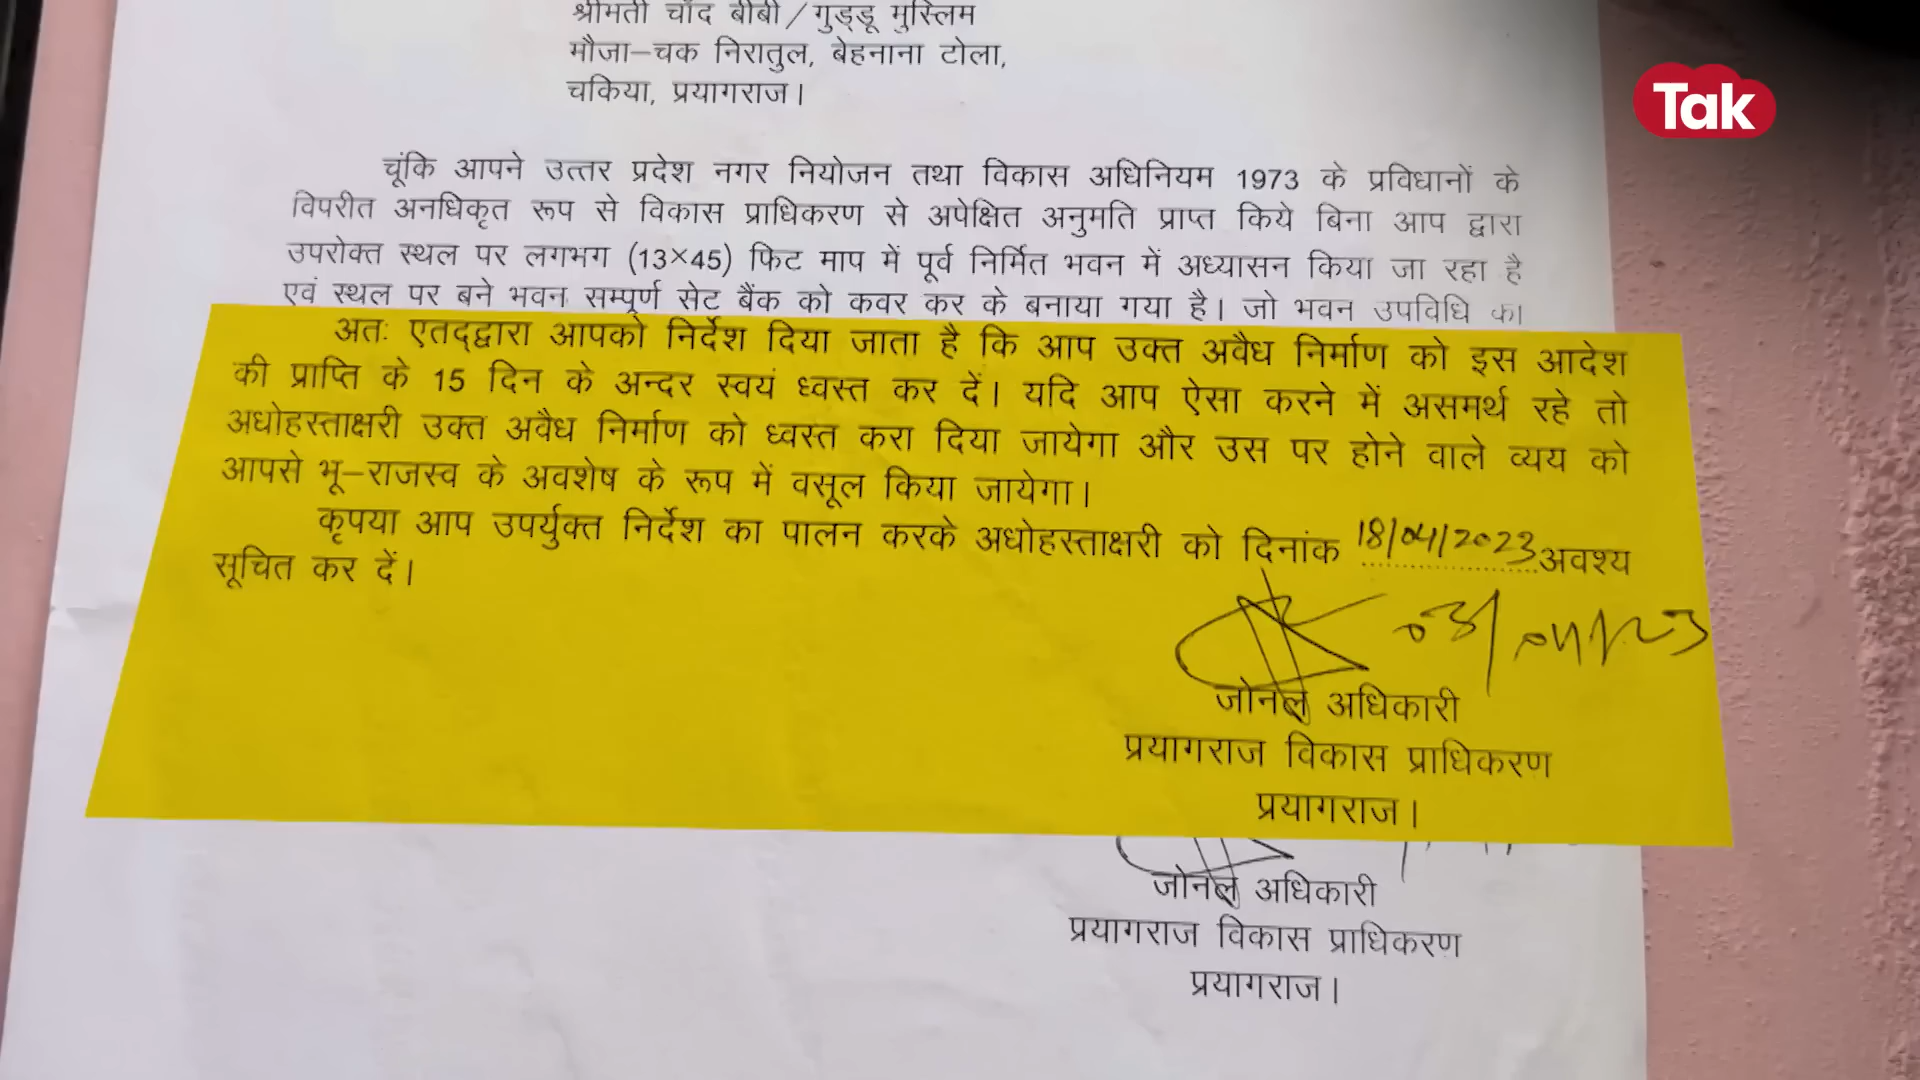 श्रीमती चाँद बीबी/गुड्डू मुस्लिम
मौजा–चक निरातुल, बेहनाना टोला,
चकिया, प्रयागराज।
Tak
चूंकि आपने उत्तर प्रदेश नगर नियोजन तथा विकास अधिनियम 1973 के प्रविधानों के
विपरीत अनधिकृत रूप से विकास प्राधिकरण से अपेक्षित अनुमति प्राप्त किये बिना आप द्वारा
उपरोक्त स्थल पर लगभग (13×45) फिट माप में पूर्व निर्मित भवन में अध्यासन किया जा रहा है
एवं स्थल पर बने भवन सम्पूर्ण सेट बैंक को कवर कर के बनाया गया है। जो भवन उपविधि का
अतः एतद्द्वारा आपको निर्देश दिया जाता है कि आप उक्त अवैध निर्माण को इस आदेश
की प्राप्ति के 15 दिन के अन्दर स्वयं ध्वस्त कर दें। यदि आप ऐसा करने में असमर्थ रहे तो
अधोहस्ताक्षरी उक्त अवैध निर्माण को ध्वस्त करा दिया जायेगा और उस पर होने वाले व्यय को
आपसे भू–राजस्व के अवशेष के रूप में वसूल किया जायेगा।
कृपया आप उपर्युक्त निर्देश का पालन करके अधोहस्ताक्षरी को दिनांक 18/04/2023 अवश्य
सूचित कर दें।
03/04/23
जोनल अधिकारी
प्रयागराज विकास प्राधिकरण
प्रयागराज।
जोनल अधिकारी
प्रयागराज विकास प्राधिकरण
प्रयागराज।